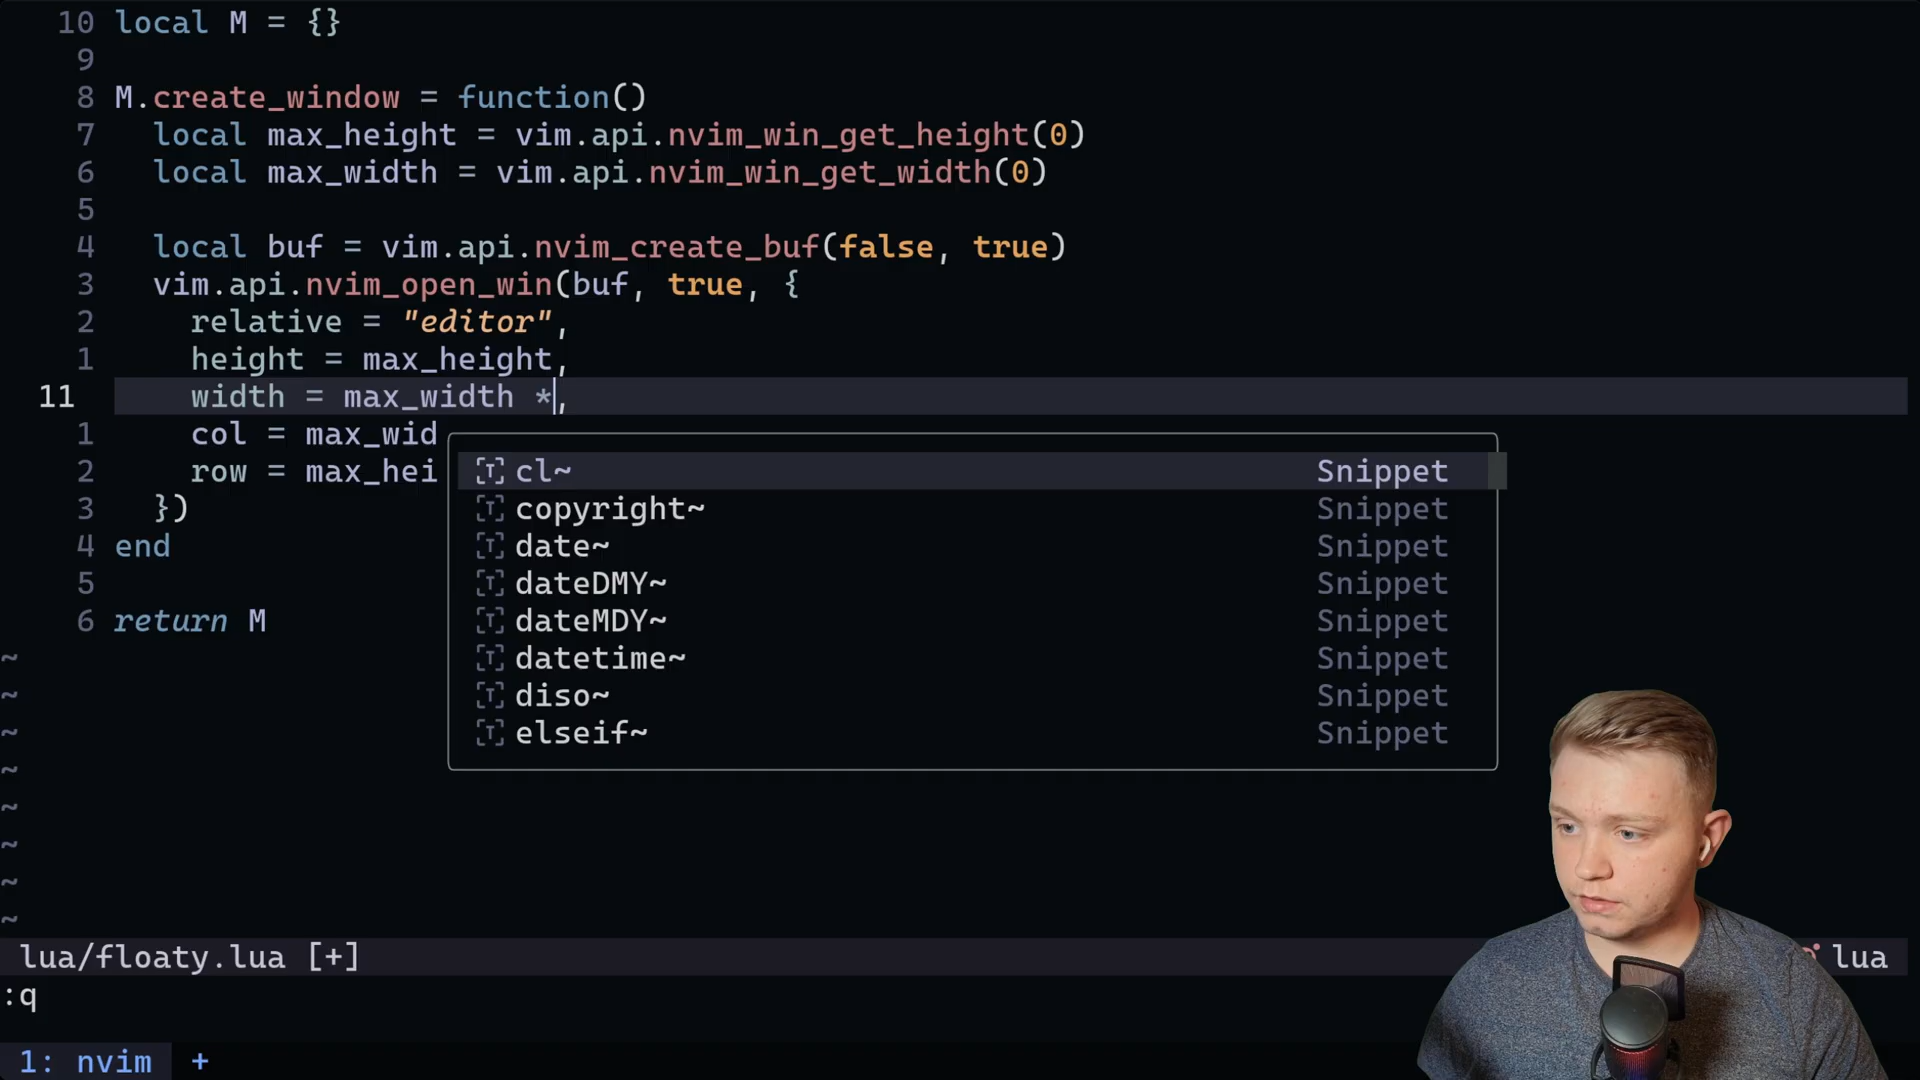 10 local M = {}
9
8 M.create_window = function()
7 local max_height = vim.api.nvim_win_get_height(0)
6 local max_width = vim.api.nvim_win_get_width(0)
5
4 local buf = vim.api.nvim_create_buf(false, true)
3 vim.api.nvim_open_win(buf, true, {
2 relative = "editor",
1 height = max_height,
11 width = max_width *,
1 col = max_wid
2 row = max_hei
3 })
4 end
5
6 return M
cl~ Snippet
copyright~ Snippet
date~ Snippet
dateDMY~ Snippet
dateMDY~ Snippet
datetime~ Snippet
diso~ Snippet
elseif~ Snippet
~
~
~
~
~
~
~
~
lua/floaty.lua [+] lua
:q
1: nvim +